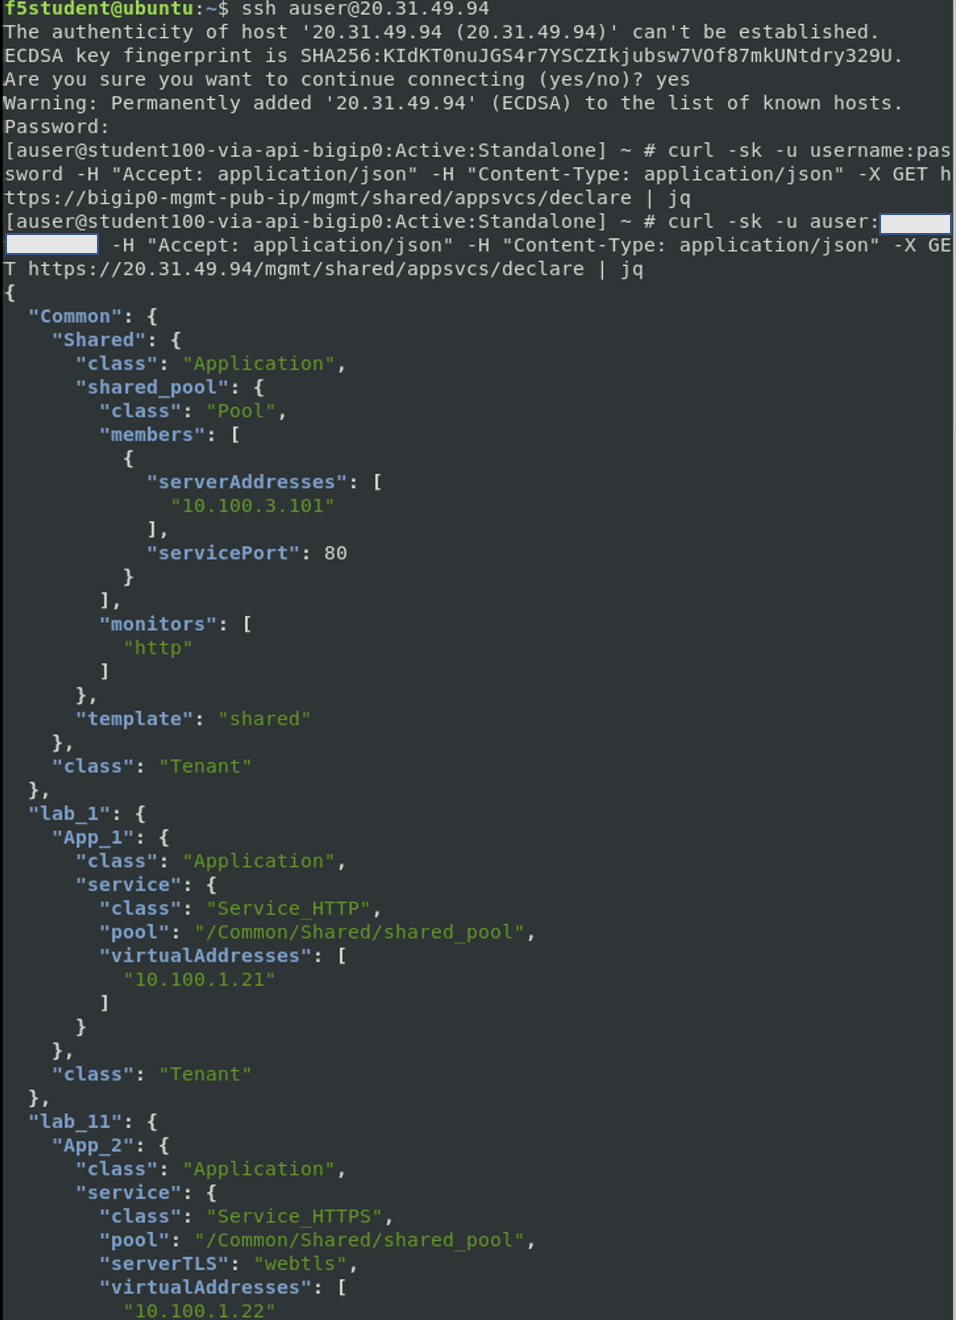 f5student@ubuntu:~$ ssh auser@20.31.49.94
The authenticity of host '20.31.49.94 (20.31.49.94)' can't be established.
ECDSA key fingerprint is SHA256:KIdKT0nuJGS4r7YSCZIkjubsw7VOf87mkUNtdry329U.
Are you sure you want to continue connecting (yes/no)? yes
Warning: Permanently added '20.31.49.94' (ECDSA) to the list of known hosts.
Password:
[auser@student100-via-api-bigip0:Active:Standalone] ~ # curl -sk -u username:pas
sword -H "Accept: application/json" -H "Content-Type: application/json" -X GET h
ttps://bigip0-mgmt-pub-ip/mgmt/shared/appsvcs/declare | jq
[auser@student100-via-api-bigip0:Active:Standalone] ~ # curl -sk -u auser:
 -H "Accept: application/json" -H "Content-Type: application/json" -X GE
T https://20.31.49.94/mgmt/shared/appsvcs/declare | jq
{
  "Common": {
    "Shared": {
      "class": "Application",
      "shared_pool": {
        "class": "Pool",
        "members": [
          {
            "serverAddresses": [
              "10.100.3.101"
            ],
            "servicePort": 80
          }
        ],
        "monitors": [
          "http"
        ]
      },
      "template": "shared"
    },
    "class": "Tenant"
  },
  "lab_1": {
    "App_1": {
      "class": "Application",
      "service": {
        "class": "Service_HTTP",
        "pool": "/Common/Shared/shared_pool",
        "virtualAddresses": [
          "10.100.1.21"
        ]
      }
    },
    "class": "Tenant"
  },
  "lab_11": {
    "App_2": {
      "class": "Application",
      "service": {
        "class": "Service_HTTPS",
        "pool": "/Common/Shared/shared_pool",
        "serverTLS": "webtls",
        "virtualAddresses": [
          "10.100.1.22"